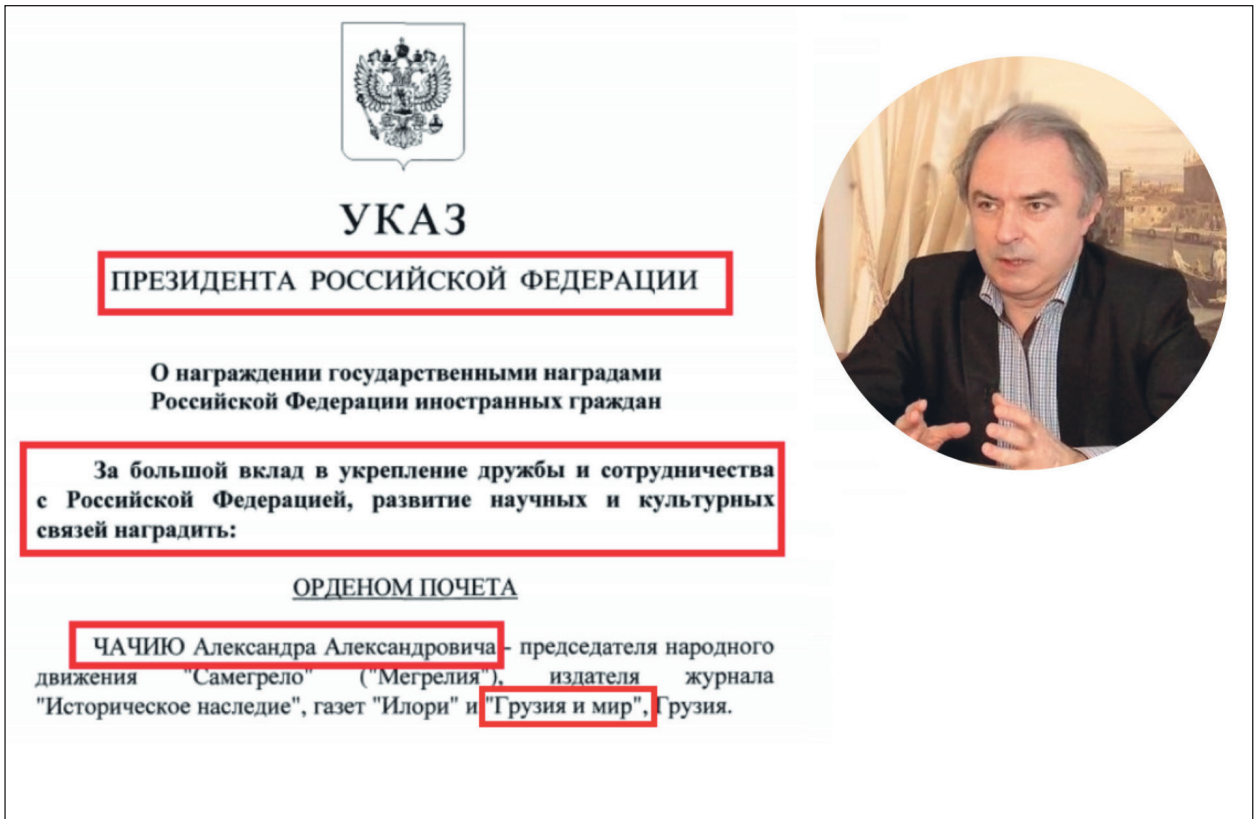 УКАЗ
ПРЕЗИДЕНТА РОССИЙСКОЙ ФЕДЕРАЦИИ
О награждении государственными наградами
Российской Федерации иностранных граждан
За большой вклад в укрепление дружбы и сотрудничества
с Российской Федерацией, развитие научных и культурных
связей наградить:
ОРДЕНОМ ПОЧЕТА
ЧАЧИЮ Александра Александровича - председателя народного
движения "Самегрело" ("Мегрелия"), издателя журнала
"Историческое наследие", газет "Илори" и "Грузия и мир", Грузия.